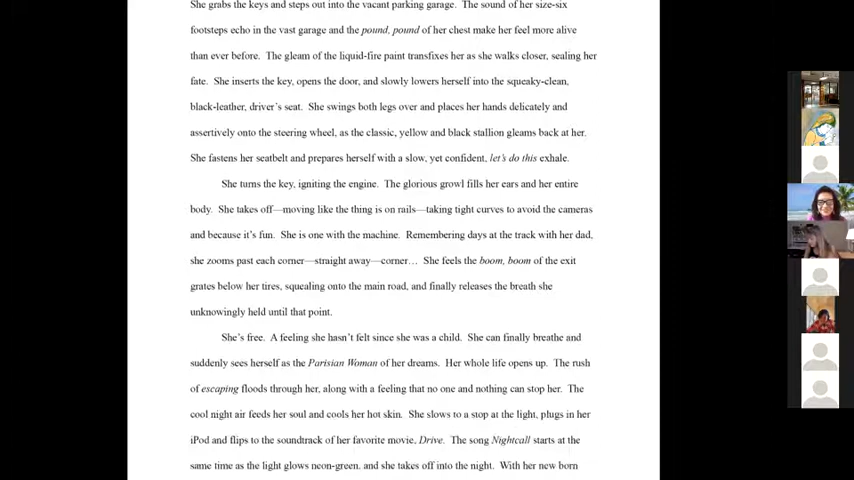 She grabs the keys and steps out into the vacant parking garage.  The sound of her size-six
footsteps echo in the vast garage and the pound, pound of her chest make her feel more alive
than ever before.  The gleam of the liquid-fire paint transfixes her as she walks closer, sealing her
fate.  She inserts the key, opens the door, and slowly lowers herself into the squeaky-clean,
black-leather, driver's seat.  She swings both legs over and places her hands delicately and
assertively onto the steering wheel, as the classic, yellow and black stallion gleams back at her.
She fastens her seatbelt and prepares herself with a slow, yet confident, let's do this exhale.
She turns the key, igniting the engine.  The glorious growl fills her ears and her entire
body.  She takes off—moving like the thing is on rails—taking tight curves to avoid the cameras
and because it's fun.  She is one with the machine.  Remembering days at the track with her dad,
she zooms past each corner—straight away—corner…  She feels the boom, boom of the exit
grates below her tires, squealing onto the main road, and finally releases the breath she
unknowingly held until that point.
She's free.  A feeling she hasn't felt since she was a child.  She can finally breathe and
suddenly sees herself as the Parisian Woman of her dreams.  Her whole life opens up.  The rush
of escaping floods through her, along with a feeling that no one and nothing can stop her.  The
cool night air feeds her soul and cools her hot skin.  She slows to a stop at the light, plugs in her
iPod and flips to the soundtrack of her favorite movie, Drive.  The song Nightcall starts at the
same time as the light glows neon-green, and she takes off into the night.  With her new born